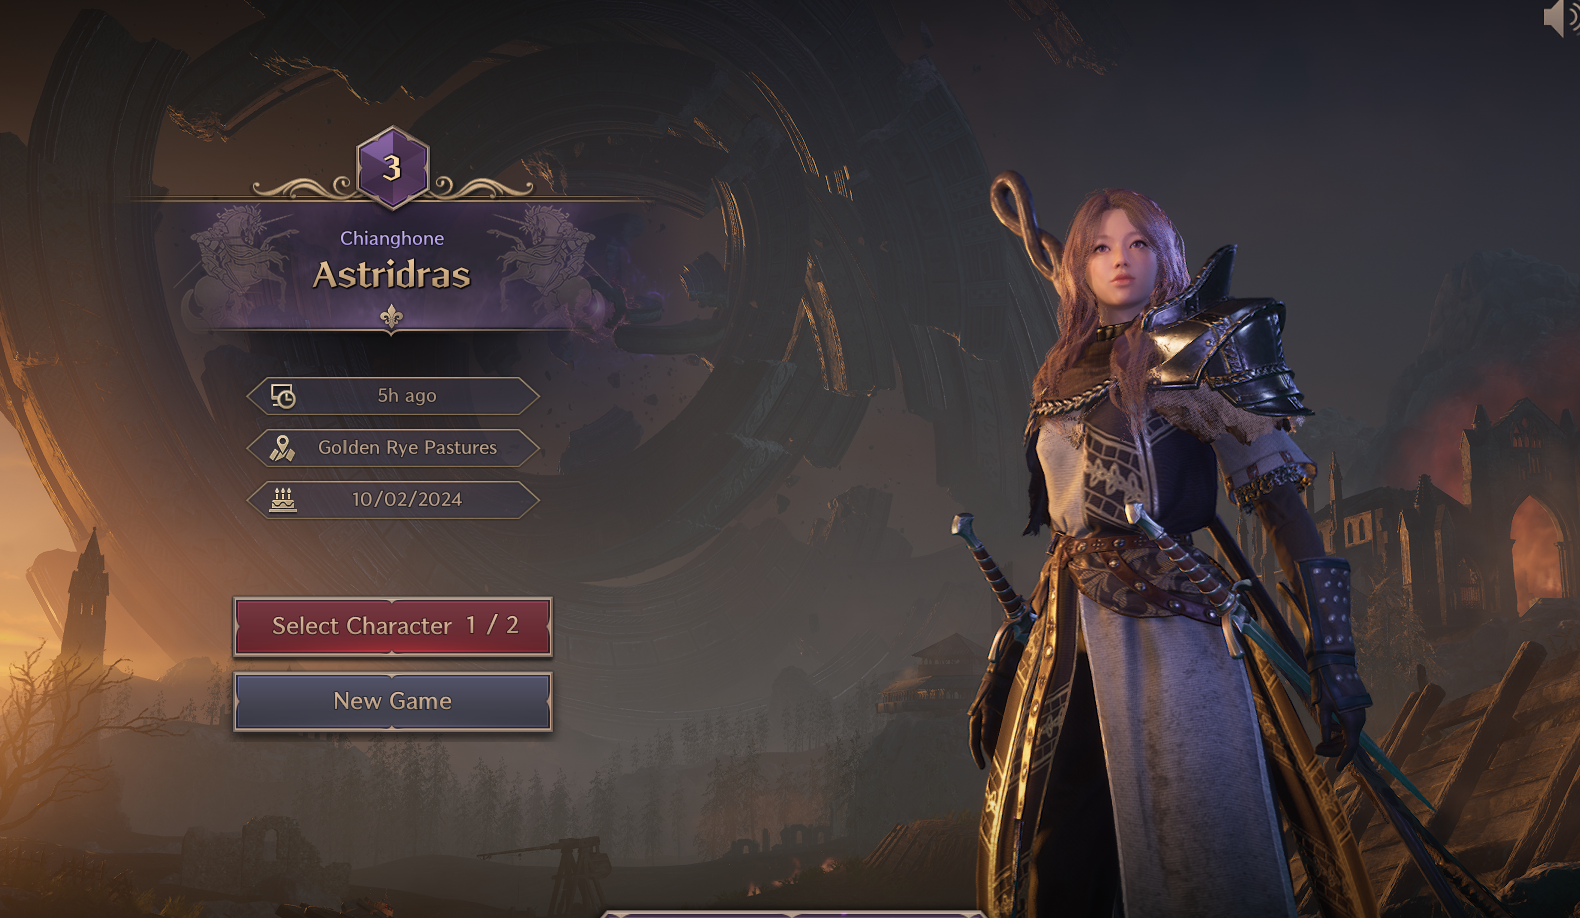 3
Chianghone
Astridras
5h ago
Golden Rye Pastures
10/02/2024
Select Character 1 / 2
New Game